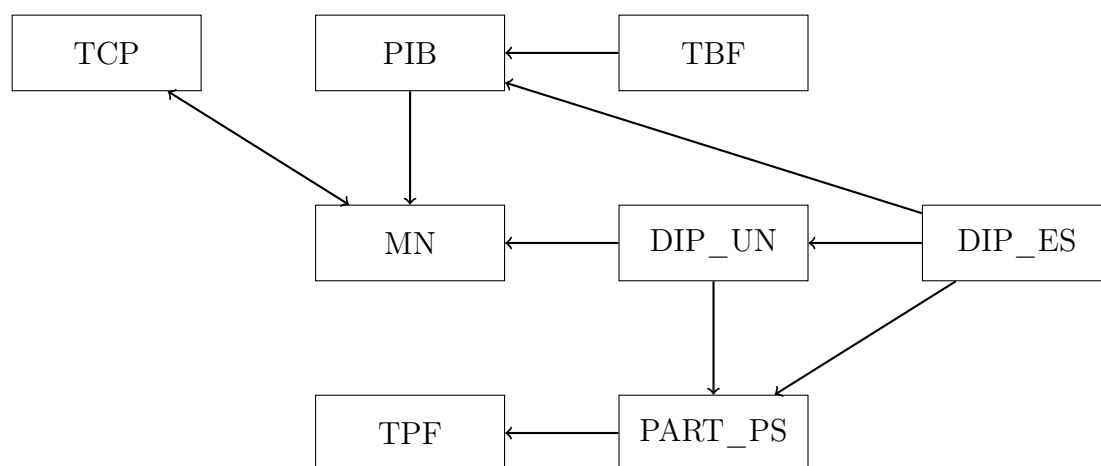 TCP
PIB
TBF
MN
DIP_UN
DIP_ES
TPF
PART_PS